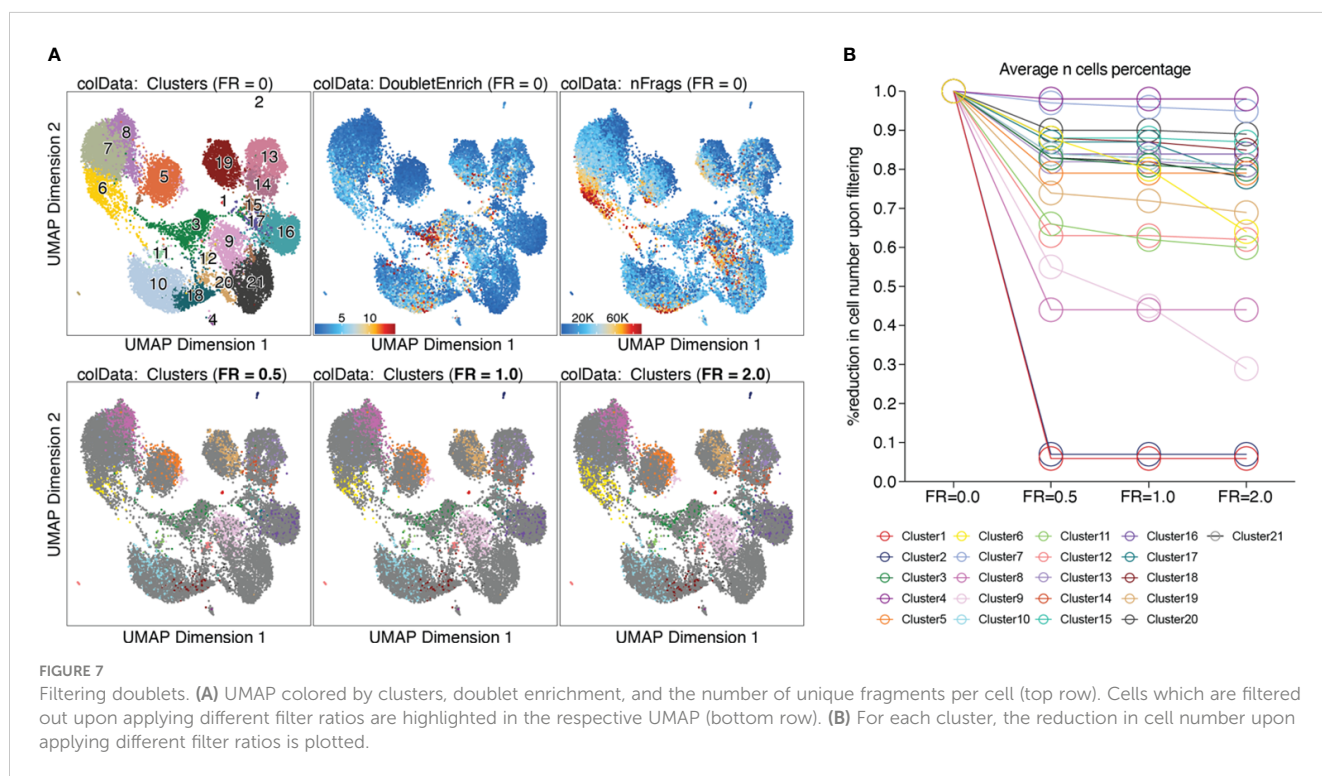 A
colData: Clusters (FR = 0)
colData: DoubletEnrich (FR = 0)
colData: nFrags (FR = 0)
UMAP Dimension 2
2
8
7
6
5
19
13
14
1
15
17
16
3
9
11
12
10
20
21
18
4
5 10
20K 60K
UMAP Dimension 1
UMAP Dimension 1
UMAP Dimension 1
colData: Clusters (FR = 0.5)
colData: Clusters (FR = 1.0)
colData: Clusters (FR = 2.0)
UMAP Dimension 2
UMAP Dimension 1
UMAP Dimension 1
UMAP Dimension 1
B
Average n cells percentage
%reduction in cell number upon filtering
1.0
0.9
0.8
0.7
0.6
0.5
0.4
0.3
0.2
0.1
0.0
FR=0.0 FR=0.5 FR=1.0 FR=2.0
Cluster1 Cluster6 Cluster11 Cluster16 Cluster21
Cluster2 Cluster7 Cluster12 Cluster17
Cluster3 Cluster8 Cluster13 Cluster18
Cluster4 Cluster9 Cluster14 Cluster19
Cluster5 Cluster10 Cluster15 Cluster20
FIGURE 7
Filtering doublets. (A) UMAP colored by clusters, doublet enrichment, and the number of unique fragments per cell (top row). Cells which are filtered
out upon applying different filter ratios are highlighted in the respective UMAP (bottom row). (B) For each cluster, the reduction in cell number upon
applying different filter ratios is plotted.